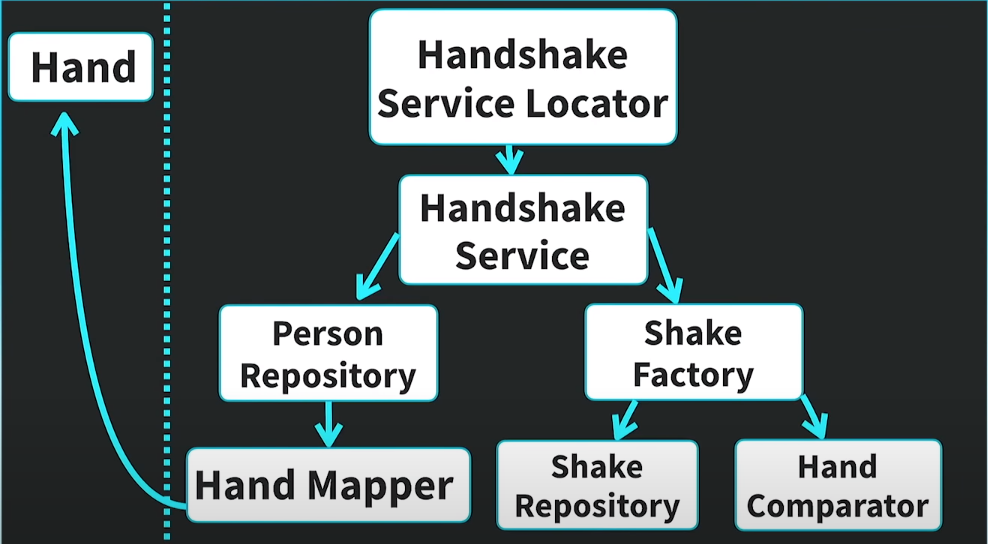 Hand
Handshake
Service Locator
Handshake
Service
Person
Repository
Shake
Factory
Hand Mapper
Shake
Repository
Hand
Comparator